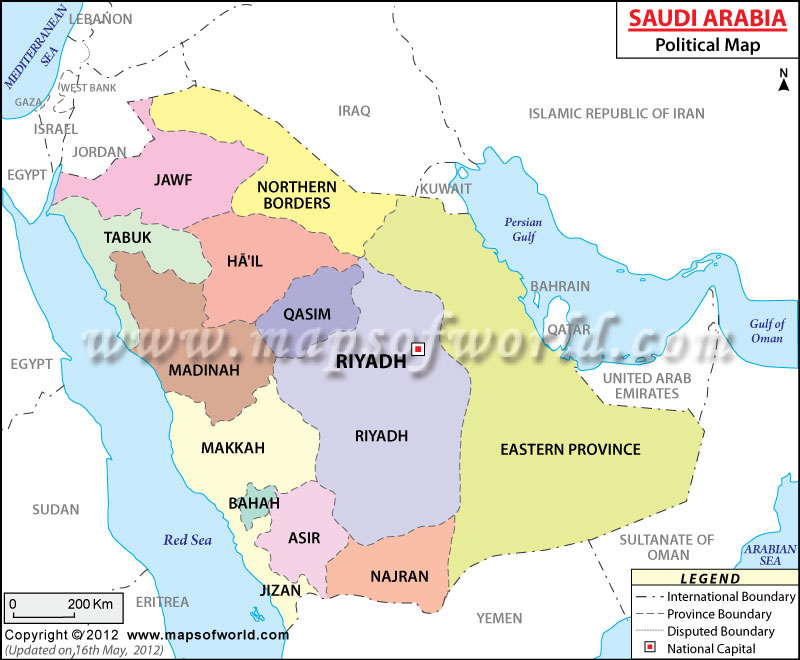 SAUDI ARABIA
Political Map
N
MEDITERRANEAN
SEA
LEBANON
WEST BANK
GAZA
ISRAEL
JORDAN
EGYPT
IRAQ
ISLAMIC REPUBLIC OF IRAN
KUWAIT
JAWF
NORTHERN
BORDERS
TABUK
HĀ'IL
Persian
Gulf
BAHRAIN
QATAR
Gulf of
Oman
QASIM
www.mapsofworld.com
RIYADH
MADINAH
EGYPT
UNITED ARAB
EMIRATES
MAKKAH
RIYADH
EASTERN PROVINCE
BAHAH
SUDAN
Red Sea
ASIR
SULTANATE OF
OMAN
ARABIAN
SEA
NAJRAN
JIZAN
ERITREA
YEMEN
LEGEND
International Boundary
Province Boundary
Disputed Boundary
National Capital
0 200 Km
Copyright © 2012 www.mapsofworld.com
(Updated on 16th May, 2012)